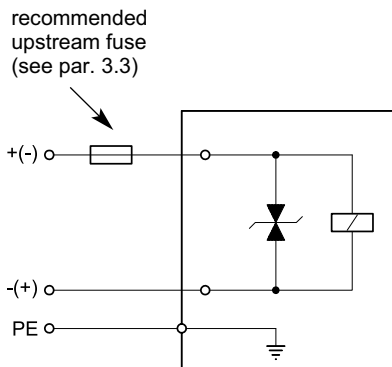 recommended
upstream fuse
(see par. 3.3)
+(-)
-(+)
PE